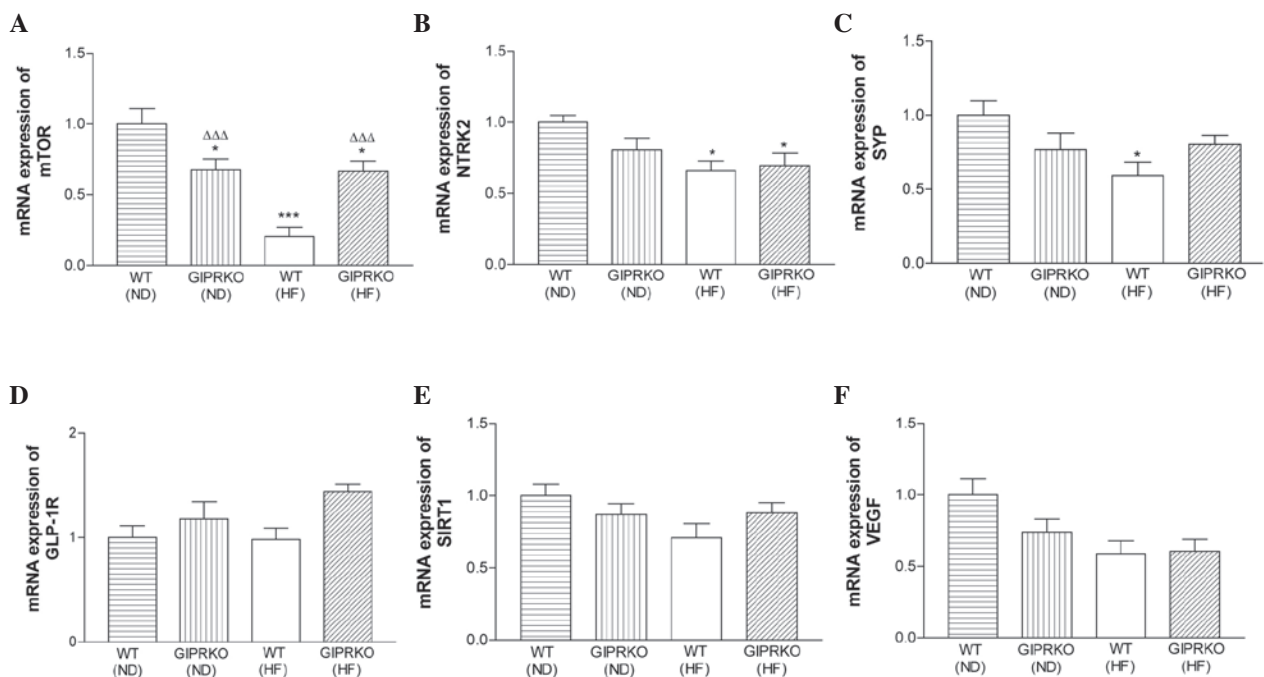 A
mRNA expression of
mTOR
1.5
1.0
0.5
0.0
ΔΔΔ
*
***
ΔΔΔ
*
WT
(ND)
GIPRKO
(ND)
WT
(HF)
GIPRKO
(HF)
B
mRNA expression of
NTRK2
1.5
1.0
0.5
0.0
*
*
WT
(ND)
GIPRKO
(ND)
WT
(HF)
GIPRKO
(HF)
C
mRNA expression of
SYP
1.5
1.0
0.5
0.0
*
WT
(ND)
GIPRKO
(ND)
WT
(HF)
GIPRKO
(HF)
D
mRNA expression of
GLP-1R
2
1
0
WT
(ND)
GIPRKO
(ND)
WT
(HF)
GIPRKO
(HF)
E
mRNA expression of
SIRT1
1.5
1.0
0.5
0.0
WT
(ND)
GIPRKO
(ND)
WT
(HF)
GIPRKO
(HF)
F
mRNA expression of
VEGF
1.5
1.0
0.5
0.0
WT
(ND)
GIPRKO
(ND)
WT
(HF)
GIPRKO
(HF)